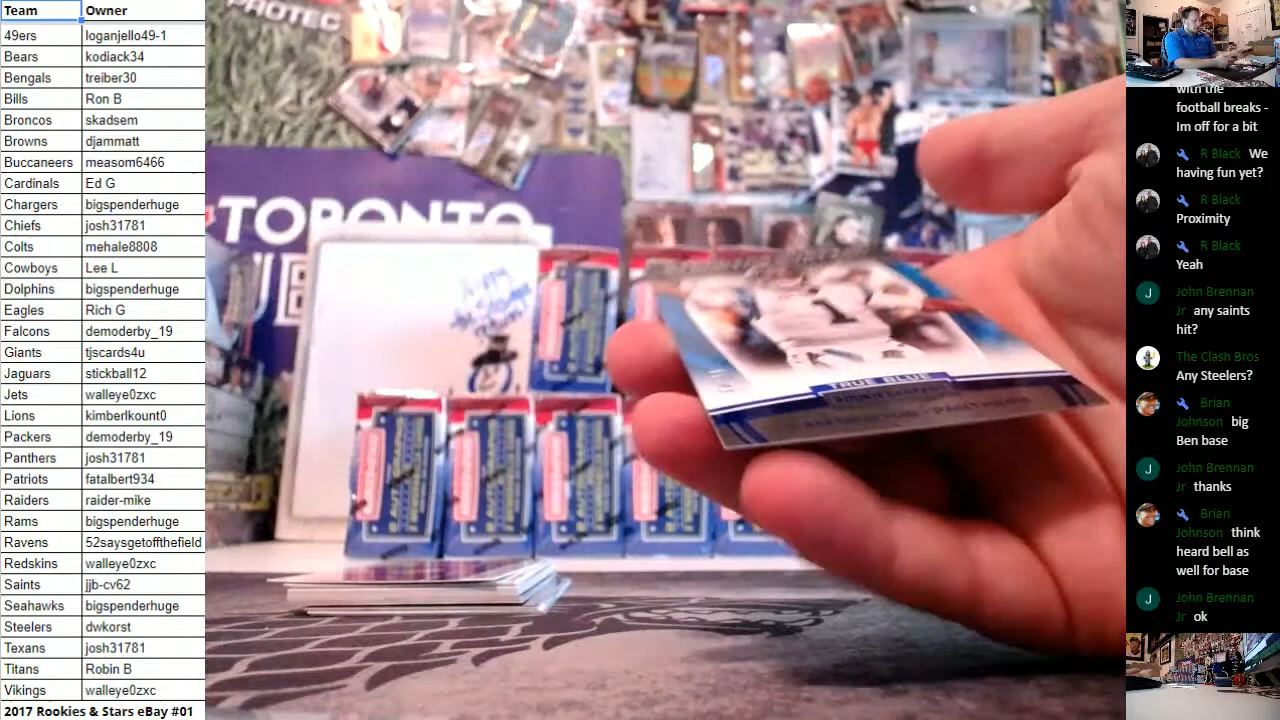 Team Owner
49ers loganjello49-1
Bears kodiack34
Bengals treiber30
Bills Ron B
Broncos skadsem
Browns djammatt
Buccaneers measom6466
Cardinals Ed G
Chargers bigspenderhuge
Chiefs josh31781
Colts mehale8808
Cowboys Lee L
Dolphins bigspenderhuge
Eagles Rich G
Falcons demoderby_19
Giants tjscards4u
Jaguars stickball12
Jets walleye0zxc
Lions kimberlkount0
Packers demoderby_19
Panthers josh31781
Patriots fatalbert934
Raiders raider-mike
Rams bigspenderhuge
Ravens 52saysgetoffthefield
Redskins walleye0zxc
Saints jjb-cv62
Seahawks bigspenderhuge
Steelers dwkorst
Texans josh31781
Titans Robin B
Vikings walleye0zxc
2017 Rookies & Stars eBay #01
PROTEC
TORONTO
1
TRUE BLUE
with the
football breaks -
Im off for a bit
R Black We
having fun yet?
R Black
Proximity
R Black
Yeah
J John Brennan
Jr any saints
hit?
The Clash Bros
Any Steelers?
Brian
Johnson big
Ben base
J John Brennan
Jr thanks
Brian
Johnson think
heard bell as
well for base
J John Brennan
Jr ok